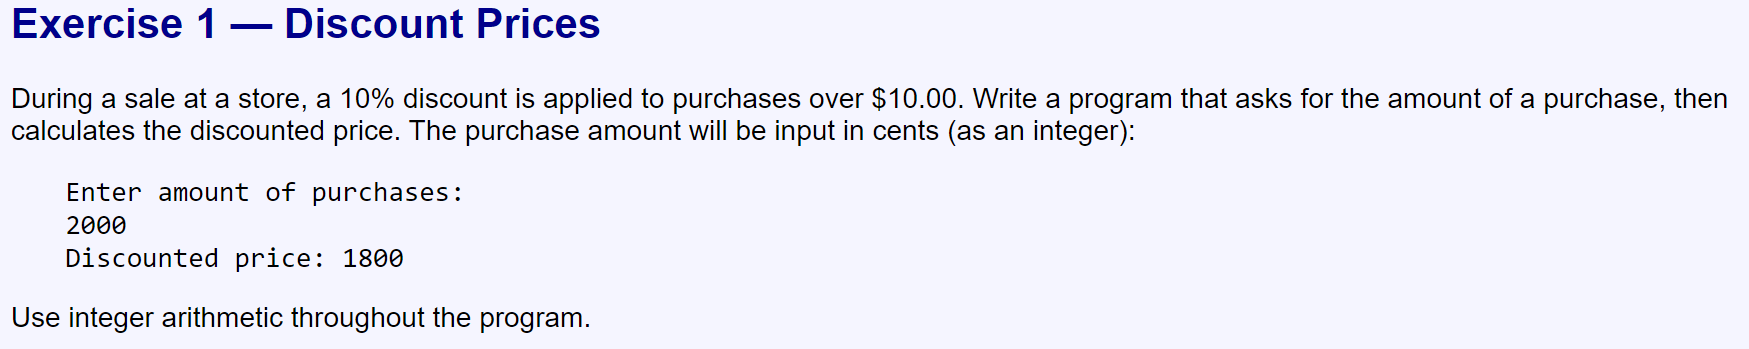 Exercise 1 — Discount Prices
During a sale at a store, a 10% discount is applied to purchases over $10.00. Write a program that asks for the amount of a purchase, then
calculates the discounted price. The purchase amount will be input in cents (as an integer):
Enter amount of purchases:
2000
Discounted price: 1800
Use integer arithmetic throughout the program.